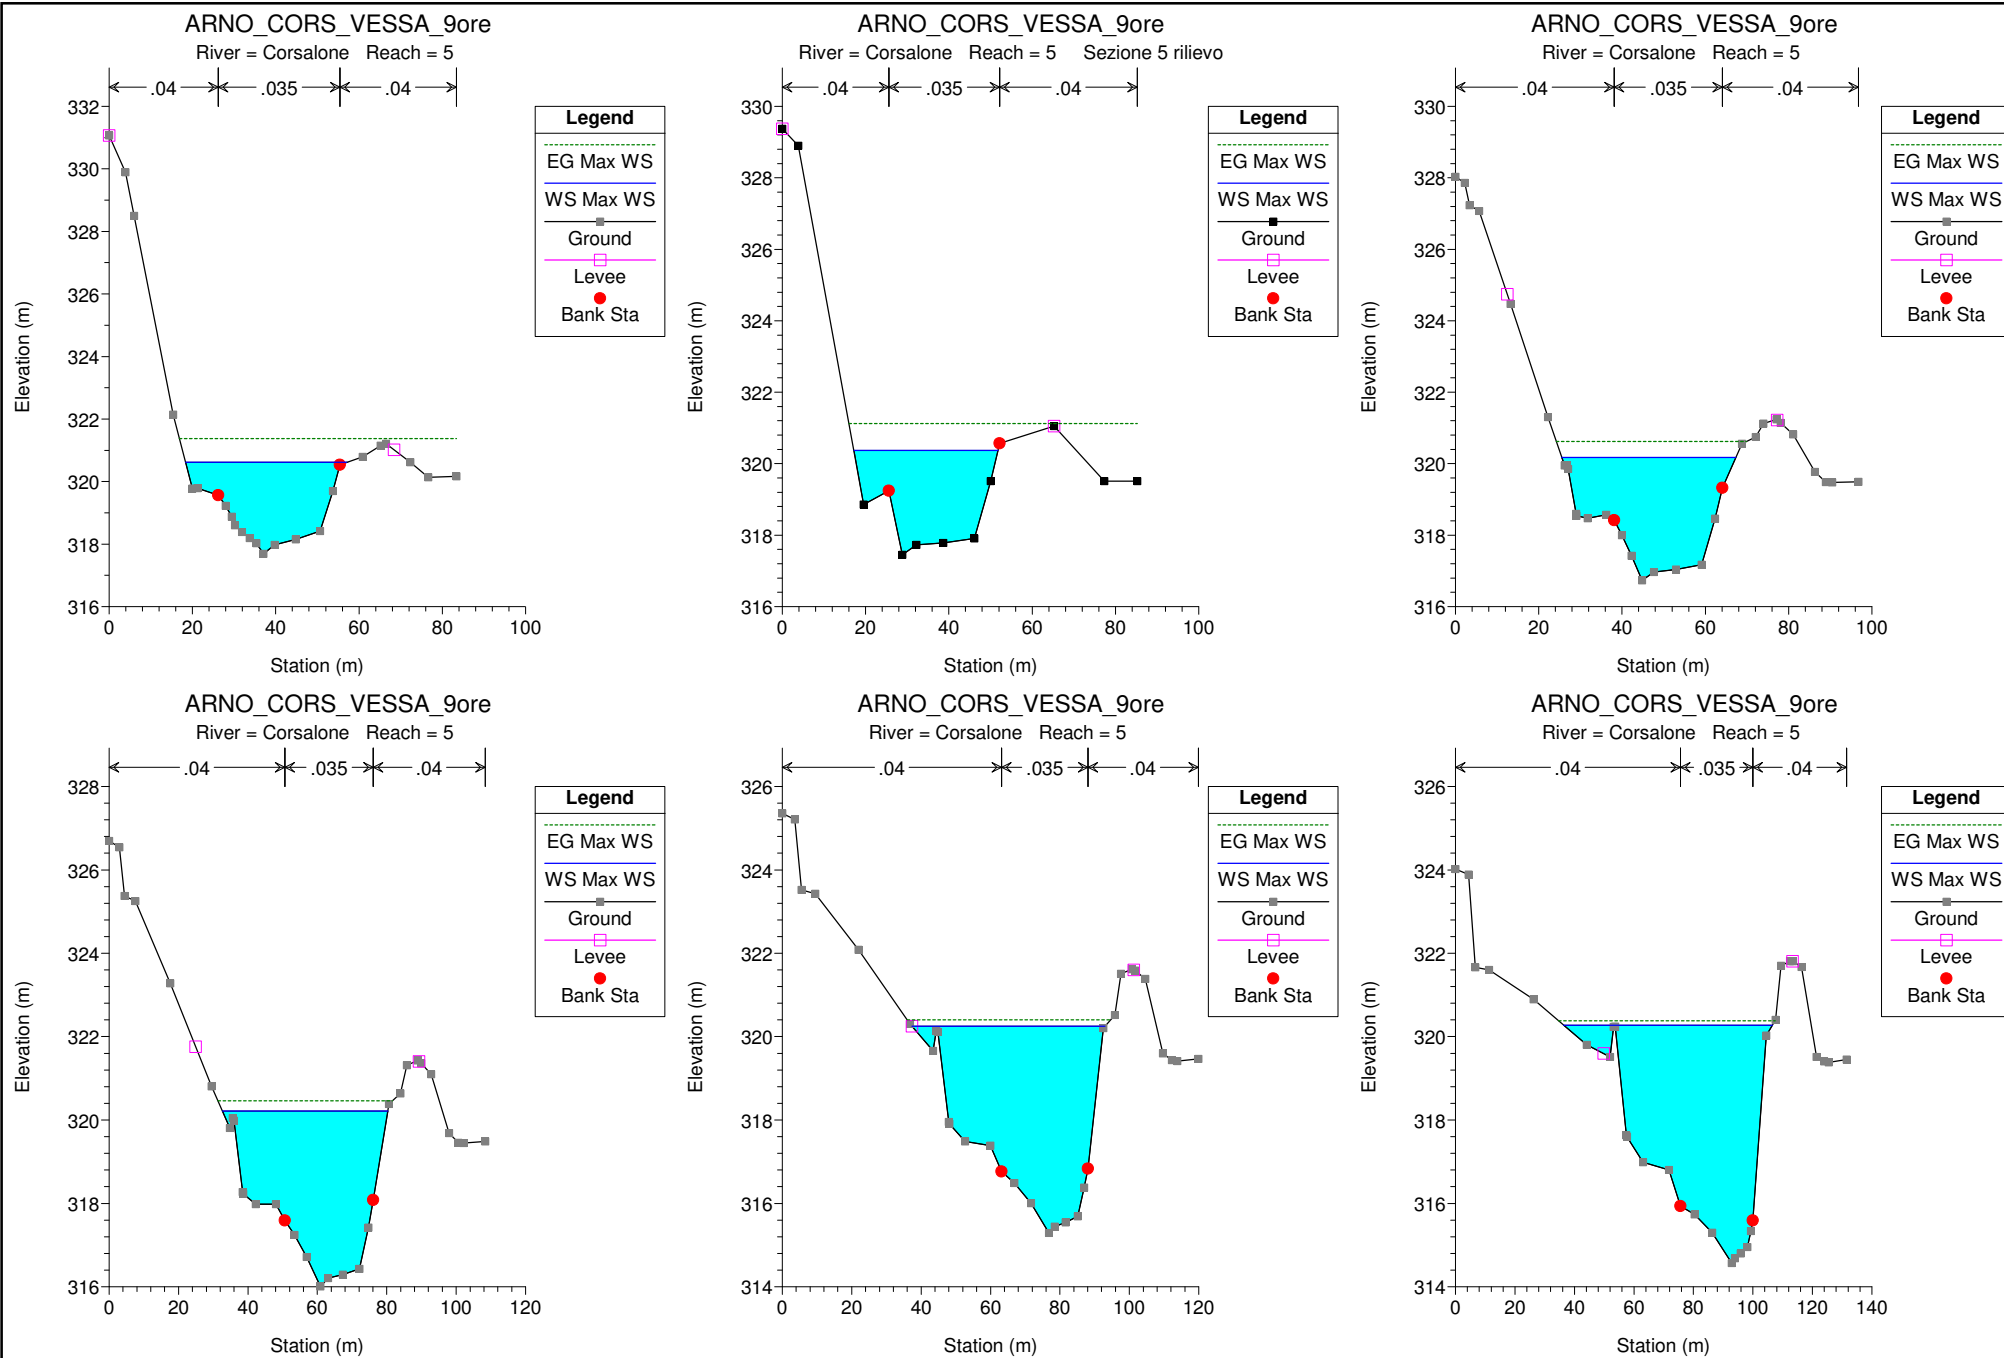 ARNO_CORS_VESSA_9ore
River = Corsalone Reach = 5
.04 .035 .04
Legend
EG Max WS
WS Max WS
Ground
Levee
Bank Sta
332
330
328
326
324
322
320
318
316
0 20 40 60 80 100
Elevation (m)
Station (m)
ARNO_CORS_VESSA_9ore
River = Corsalone Reach = 5 Sezione 5 rilievo
.04 .035 .04
Legend
EG Max WS
WS Max WS
Ground
Levee
Bank Sta
330
328
326
324
322
320
318
316
0 20 40 60 80 100
Elevation (m)
Station (m)
ARNO_CORS_VESSA_9ore
River = Corsalone Reach = 5
.04 .035 .04
Legend
EG Max WS
WS Max WS
Ground
Levee
Bank Sta
330
328
326
324
322
320
318
316
0 20 40 60 80 100
Elevation (m)
Station (m)
ARNO_CORS_VESSA_9ore
River = Corsalone Reach = 5
.04 .035 .04
Legend
EG Max WS
WS Max WS
Ground
Levee
Bank Sta
328
326
324
322
320
318
316
0 20 40 60 80 100 120
Elevation (m)
Station (m)
ARNO_CORS_VESSA_9ore
River = Corsalone Reach = 5
.04 .035 .04
Legend
EG Max WS
WS Max WS
Ground
Levee
Bank Sta
326
324
322
320
318
316
314
0 20 40 60 80 100 120
Elevation (m)
Station (m)
ARNO_CORS_VESSA_9ore
River = Corsalone Reach = 5
.04 .035 .04
Legend
EG Max WS
WS Max WS
Ground
Levee
Bank Sta
326
324
322
320
318
316
314
0 20 40 60 80 100 120 140
Elevation (m)
Station (m)